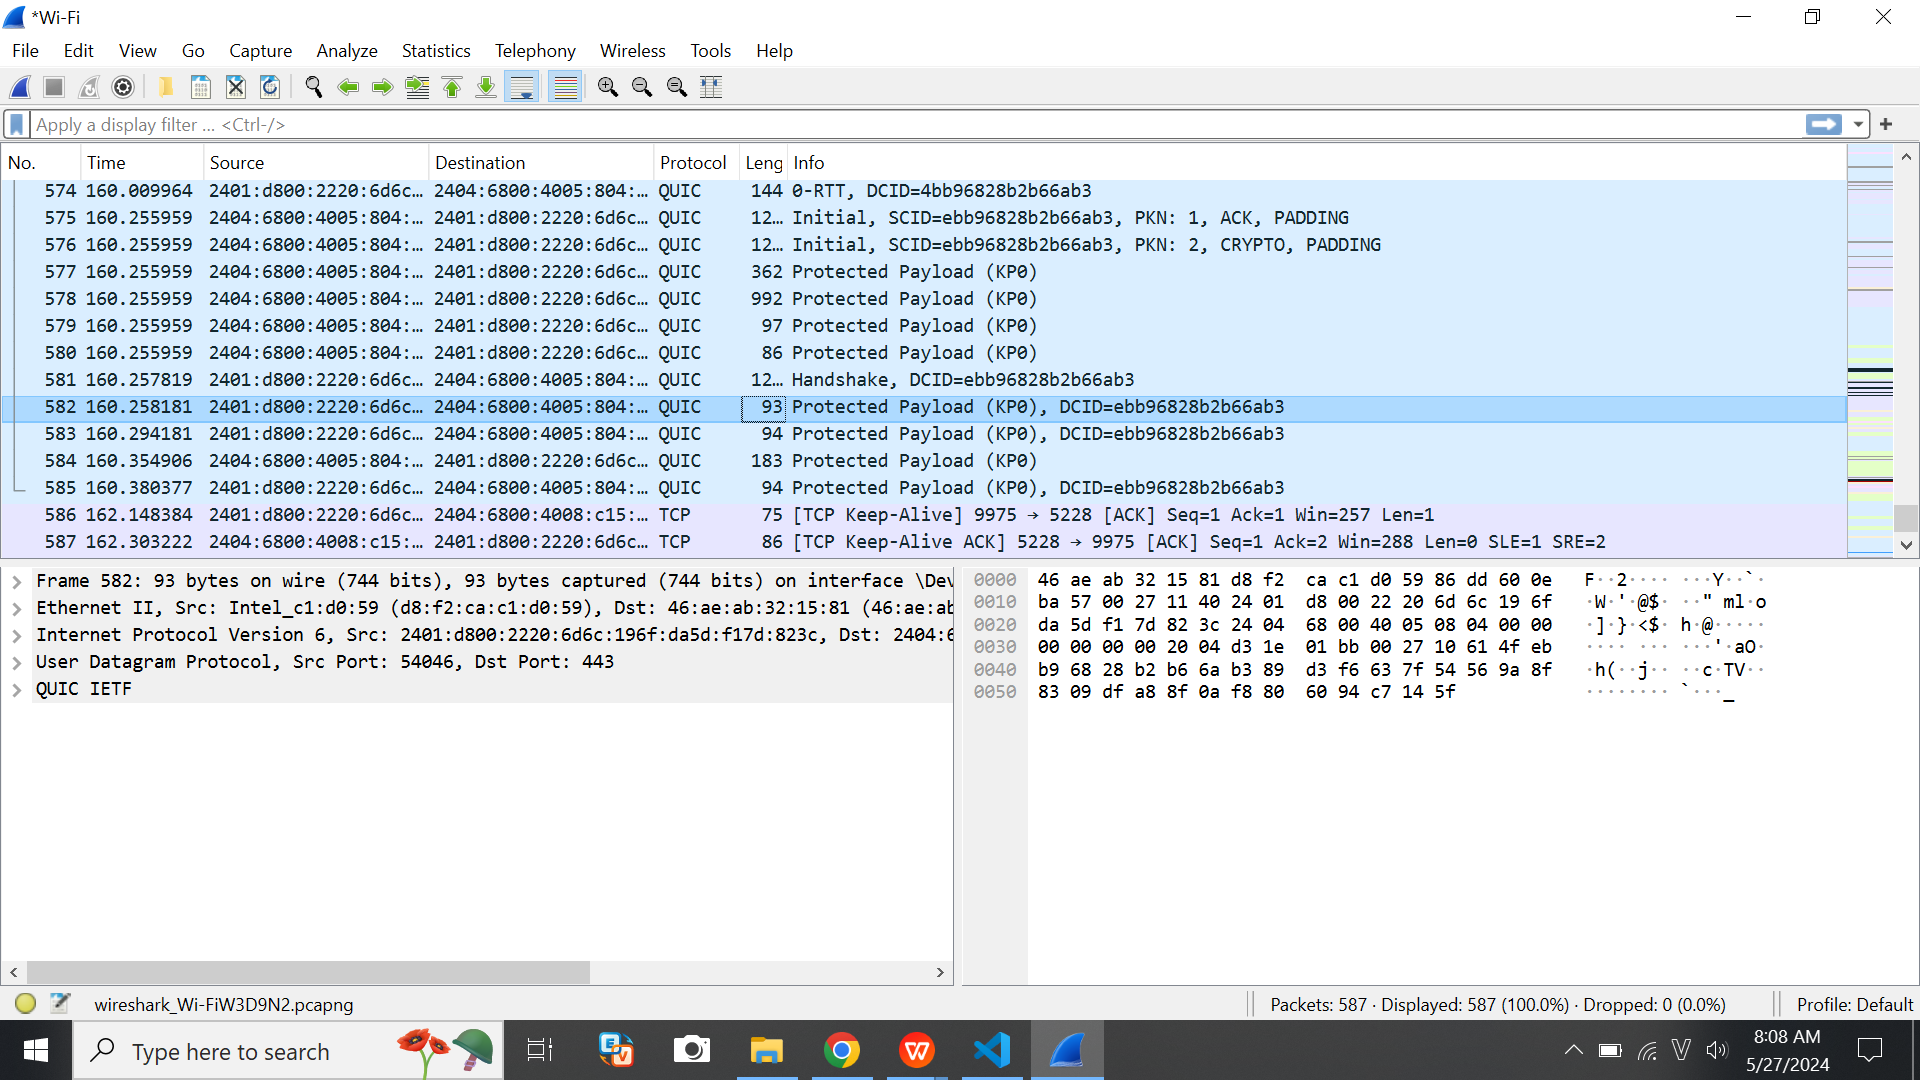 *Wi-Fi
File Edit View Go Capture Analyze Statistics Telephony Wireless Tools Help
Apply a display filter ... <Ctrl-/>
No. Time Source Destination Protocol Leng Info
574 160.009964 2401:d800:2220:6d6c… 2404:6800:4005:804:… QUIC 144 0-RTT, DCID=4bb96828b2b66ab3
575 160.255959 2404:6800:4005:804:… 2401:d800:2220:6d6c… QUIC 12… Initial, SCID=ebb96828b2b66ab3, PKN: 1, ACK, PADDING
576 160.255959 2404:6800:4005:804:… 2401:d800:2220:6d6c… QUIC 12… Initial, SCID=ebb96828b2b66ab3, PKN: 2, CRYPTO, PADDING
577 160.255959 2404:6800:4005:804:… 2401:d800:2220:6d6c… QUIC 362 Protected Payload (KP0)
578 160.255959 2404:6800:4005:804:… 2401:d800:2220:6d6c… QUIC 992 Protected Payload (KP0)
579 160.255959 2404:6800:4005:804:… 2401:d800:2220:6d6c… QUIC 97 Protected Payload (KP0)
580 160.255959 2404:6800:4005:804:… 2401:d800:2220:6d6c… QUIC 86 Protected Payload (KP0)
581 160.257819 2401:d800:2220:6d6c… 2404:6800:4005:804:… QUIC 12… Handshake, DCID=ebb96828b2b66ab3
582 160.258181 2401:d800:2220:6d6c… 2404:6800:4005:804:… QUIC 93 Protected Payload (KP0), DCID=ebb96828b2b66ab3
583 160.294181 2401:d800:2220:6d6c… 2404:6800:4005:804:… QUIC 94 Protected Payload (KP0), DCID=ebb96828b2b66ab3
584 160.354906 2404:6800:4005:804:… 2401:d800:2220:6d6c… QUIC 183 Protected Payload (KP0)
585 160.380377 2401:d800:2220:6d6c… 2404:6800:4005:804:… QUIC 94 Protected Payload (KP0), DCID=ebb96828b2b66ab3
586 162.148384 2401:d800:2220:6d6c… 2404:6800:4008:c15:… TCP 75 [TCP Keep-Alive] 9975 → 5228 [ACK] Seq=1 Ack=1 Win=257 Len=1
587 162.303222 2404:6800:4008:c15:… 2401:d800:2220:6d6c… TCP 86 [TCP Keep-Alive ACK] 5228 → 9975 [ACK] Seq=1 Ack=2 Win=288 Len=0 SLE=1 SRE=2
Frame 582: 93 bytes on wire (744 bits), 93 bytes captured (744 bits) on interface \Dev
Ethernet II, Src: Intel_c1:d0:59 (d8:f2:ca:c1:d0:59), Dst: 46:ae:ab:32:15:81 (46:ae:ab
Internet Protocol Version 6, Src: 2401:d800:2220:6d6c:196f:da5d:f17d:823c, Dst: 2404:6
User Datagram Protocol, Src Port: 54046, Dst Port: 443
QUIC IETF
0000 46 ae ab 32 15 81 d8 f2 ca c1 d0 59 86 dd 60 0e F··2···· ···Y··`·
0010 ba 57 00 27 11 40 24 01 d8 00 22 20 6d 6c 19 6f ·W·'·@$· ··" ml·o
0020 da 5d f1 7d 82 3c 24 04 68 00 40 05 08 04 00 00 ·]·}·<$· h·@·····
0030 00 00 00 00 20 04 d3 1e 01 bb 00 27 10 61 4f eb ···· ··· ···'·aO·
0040 b9 68 28 b2 b6 6a b3 89 d3 f6 63 7f 54 56 9a 8f ·h(··j·· ··c·TV··
0050 83 09 df a8 8f 0a f8 80 60 94 c7 14 5f ········ `···_
wireshark_Wi-FiW3D9N2.pcapng
Packets: 587 · Displayed: 587 (100.0%) · Dropped: 0 (0.0%)
Profile: Default
Type here to search
8:08 AM
5/27/2024